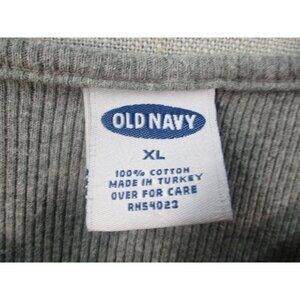 OLD NAVY
XL
100% COTTON
MADE IN TURKEY
OVER FOR CARE
RN54023